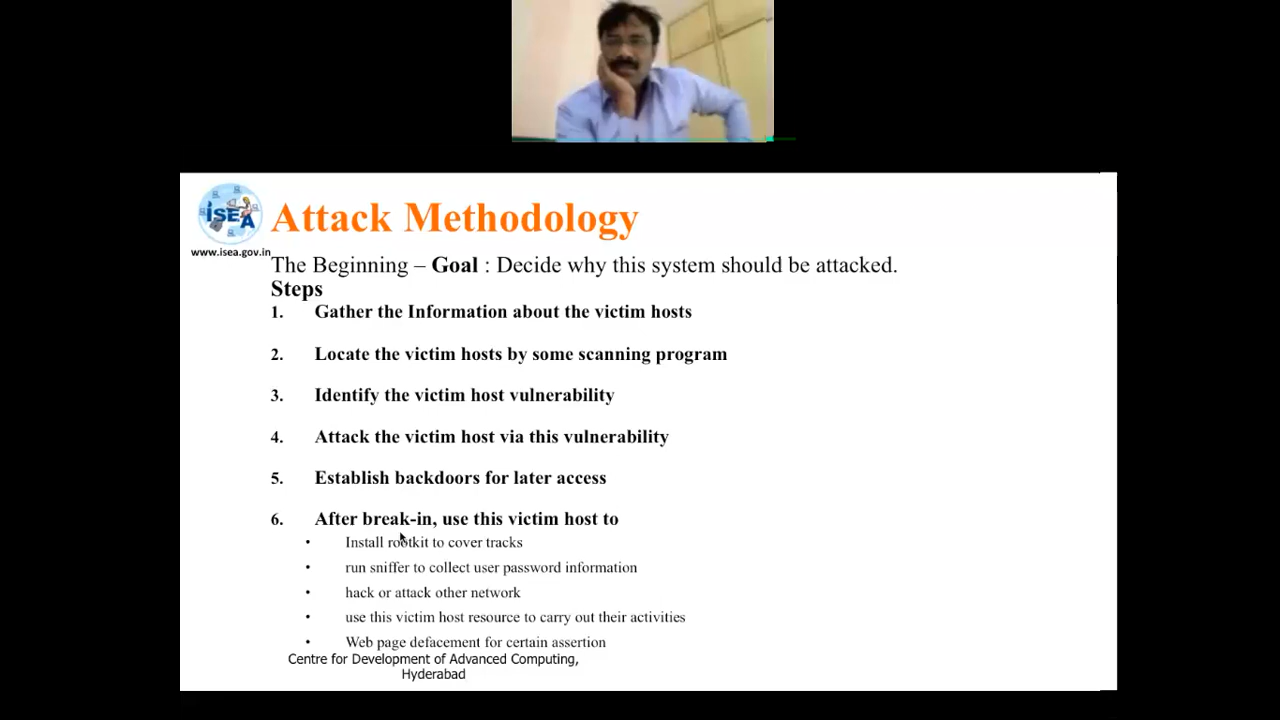 ISEA
www.isea.gov.in
Attack Methodology
The Beginning – Goal : Decide why this system should be attacked.
Steps
1. Gather the Information about the victim hosts
2. Locate the victim hosts by some scanning program
3. Identify the victim host vulnerability
4. Attack the victim host via this vulnerability
5. Establish backdoors for later access
6. After break-in, use this victim host to
• Install rootkit to cover tracks
• run sniffer to collect user password information
• hack or attack other network
• use this victim host resource to carry out their activities
• Web page defacement for certain assertion
Centre for Development of Advanced Computing,
Hyderabad